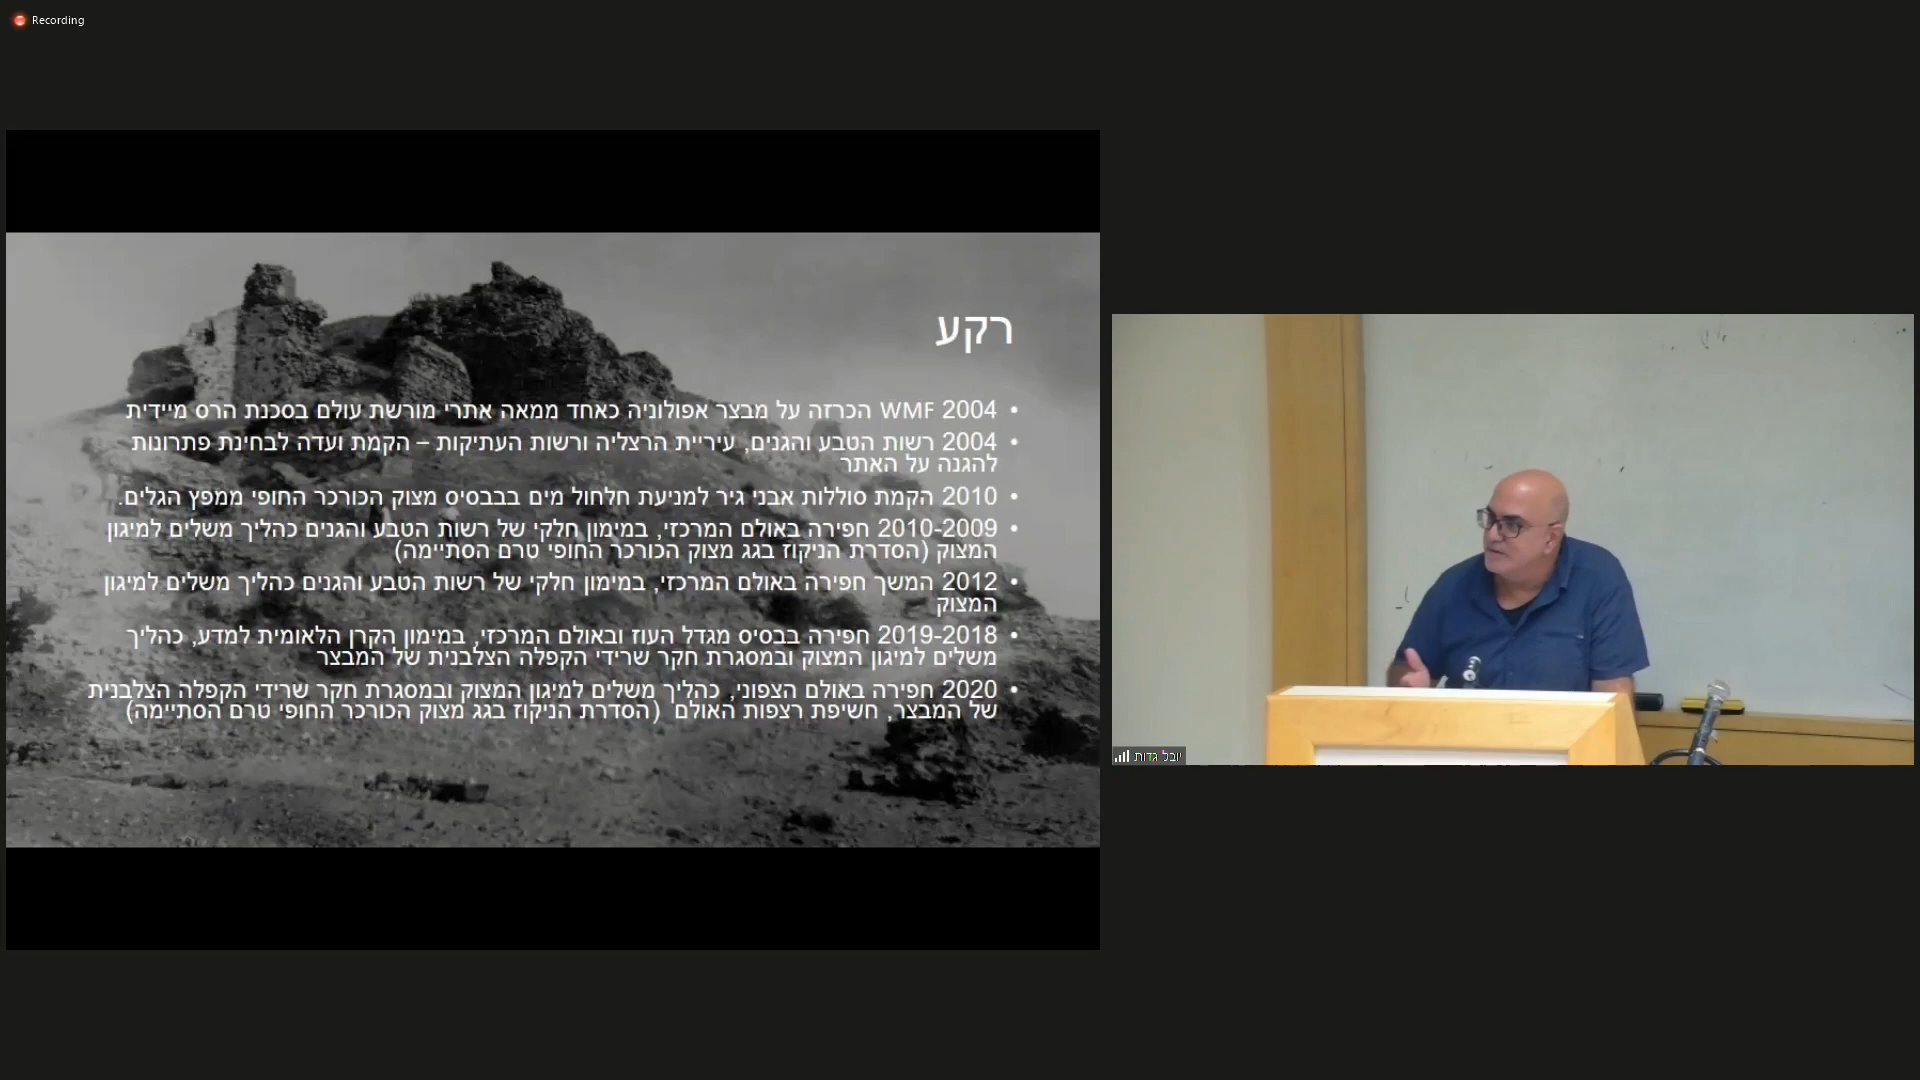 Recording
רקע
• 2004 WMF הכרזה על מבצר אפולוניה כאחד ממאה אתרי מורשת עולם בסכנת הרס מיידית
• 2004 רשות הטבע והגנים, עיריית הרצליה ורשות העתיקות – הקמת ועדה לבחינת פתרונות
להגנה על האתר
• 2010 הקמת סוללות אבני גיר למניעת חלחול מים בבבסיס מצוק הכורכר החופי ממפץ הגלים.
• 2010-2009 חפירה באולם המרכזי, במימון חלקי של רשות הטבע והגנים כהליך משלים למיגון
המצוק (הסדרת הניקוז בגג מצוק הכורכר החופי טרם הסתיימה)
• 2012 המשך חפירה באולם המרכזי, במימון חלקי של רשות הטבע והגנים כהליך משלים למיגון
המצוק
• 2019-2018 חפירה בבסיס מגדל העוז ובאולם המרכזי, במימון הקרן הלאומית למדע, כהליך
משלים למיגון המצוק ובמסגרת חקר שרידי הקפלה הצלבנית של המבצר
• 2020 חפירה באולם הצפוני, כהליך משלים למיגון המצוק ובמסגרת חקר שרידי הקפלה הצלבנית
של המבצר, חשיפת רצפות האולם (הסדרת הניקוז בגג מצוק הכורכר החופי טרם הסתיימה)
יובל גדות